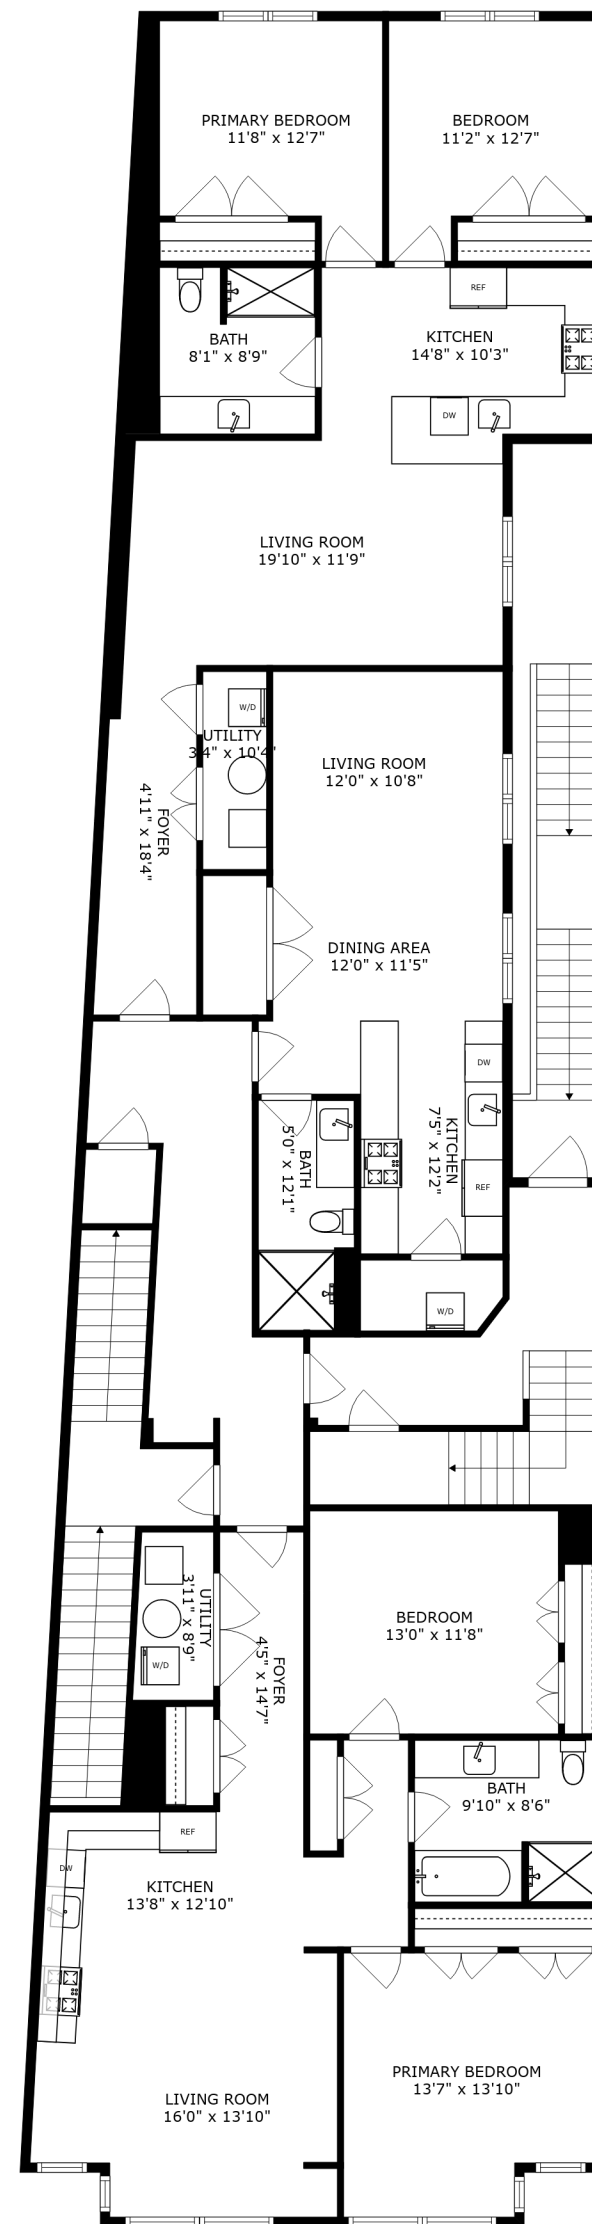 PRIMARY BEDROOM
11'8" x 12'7"
BEDROOM
11'2" x 12'7"
REF
BATH
8'1" x 8'9"
KITCHEN
14'8" x 10'3"
DW
LIVING ROOM
19'10" x 11'9"
W/D
UTILITY
3'4" x 10'4"
LIVING ROOM
12'0" x 10'8"
FOYER
4'11" x 18'4"
DINING AREA
12'0" x 11'5"
DW
KITCHEN
7'5" x 12'2"
BATH
5'0" x 12'1"
REF
W/D
UTILITY
3'11" x 8'9"
W/D
FOYER
4'5" x 14'7"
BEDROOM
13'0" x 11'8"
BATH
9'10" x 8'6"
REF
DW
KITCHEN
13'8" x 12'10"
PRIMARY BEDROOM
13'7" x 13'10"
LIVING ROOM
16'0" x 13'10"